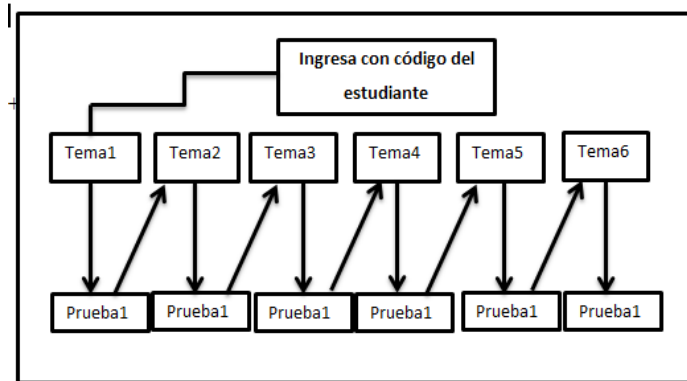 Ingresa con código del
estudiante
Tema1
Tema2
Tema3
Tema4
Tema5
Tema6
Prueba1
Prueba1
Prueba1
Prueba1
Prueba1
Prueba1